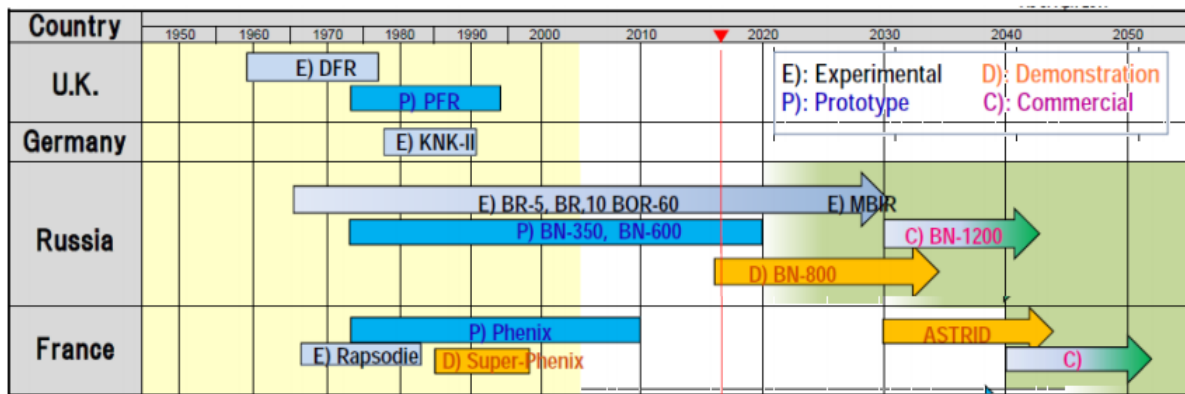 Country
1950 1960 1970 1980 1990 2000 2010 2020 2030 2040 2050
U.K.
E) DFR
P) PFR
E): Experimental D): Demonstration
P): Prototype C): Commercial
Germany
E) KNK-II
Russia
E) BR-5, BR,10 BOR-60 E) MBIR
P) BN-350, BN-600
C) BN-1200
D) BN-800
France
P) Phenix
ASTRID
E) Rapsodie
D) Super-Phenix
C)